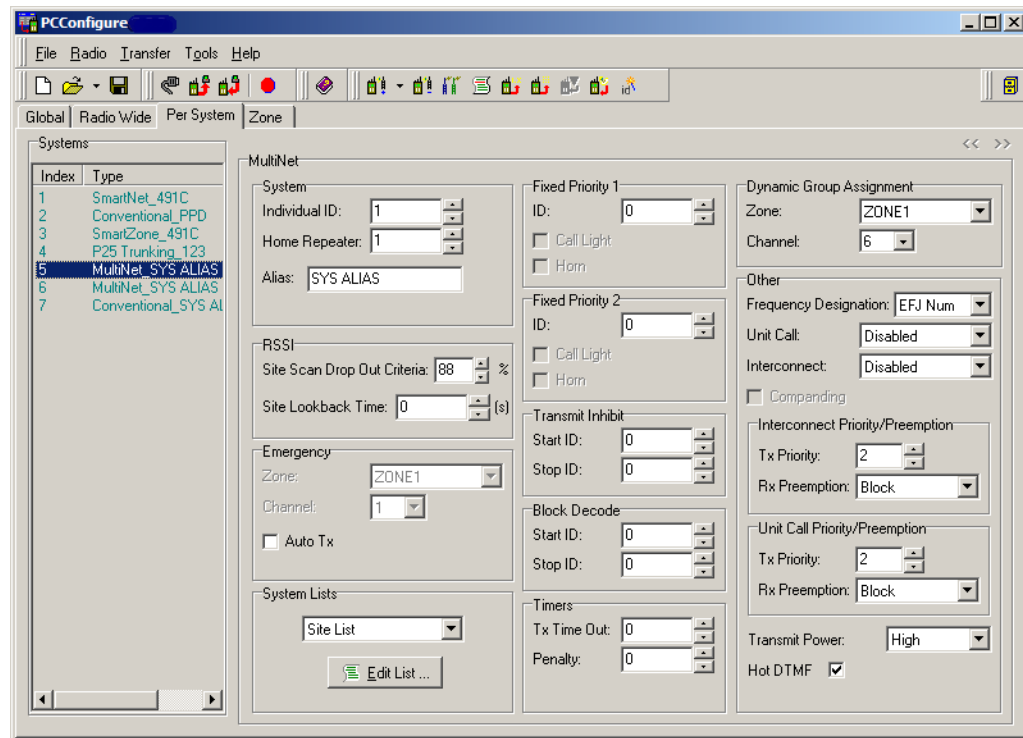 PCConfigure
File Radio Transfer Tools Help
Global Radio Wide Per System Zone
Systems
Index Type
1 SmartNet_491C
2 Conventional_PPD
3 SmartZone_491C
4 P25 Trunking_123
5 MultiNet_SYS ALIAS
6 MultiNet_SYS ALIAS
7 Conventional_SYS AL
<< >>
MultiNet
System
Individual ID: 1
Home Repeater: 1
Alias: SYS ALIAS
RSSI
Site Scan Drop Out Criteria: 88 %
Site Lookback Time: 0 (s)
Emergency
Zone: ZONE1
Channel: 1
Auto Tx
System Lists
Site List
Edit List ...
Fixed Priority 1
ID: 0
Call Light
Horn
Fixed Priority 2
ID: 0
Call Light
Horn
Transmit Inhibit
Start ID: 0
Stop ID: 0
Block Decode
Start ID: 0
Stop ID: 0
Timers
Tx Time Out: 0
Penalty: 0
Dynamic Group Assignment
Zone: ZONE1
Channel: 6
Other
Frequency Designation: EFJ Num
Unit Call: Disabled
Interconnect: Disabled
Companding
Interconnect Priority/Preemption
Tx Priority: 2
Rx Preemption: Block
Unit Call Priority/Preemption
Tx Priority: 2
Rx Preemption: Block
Transmit Power: High
Hot DTMF